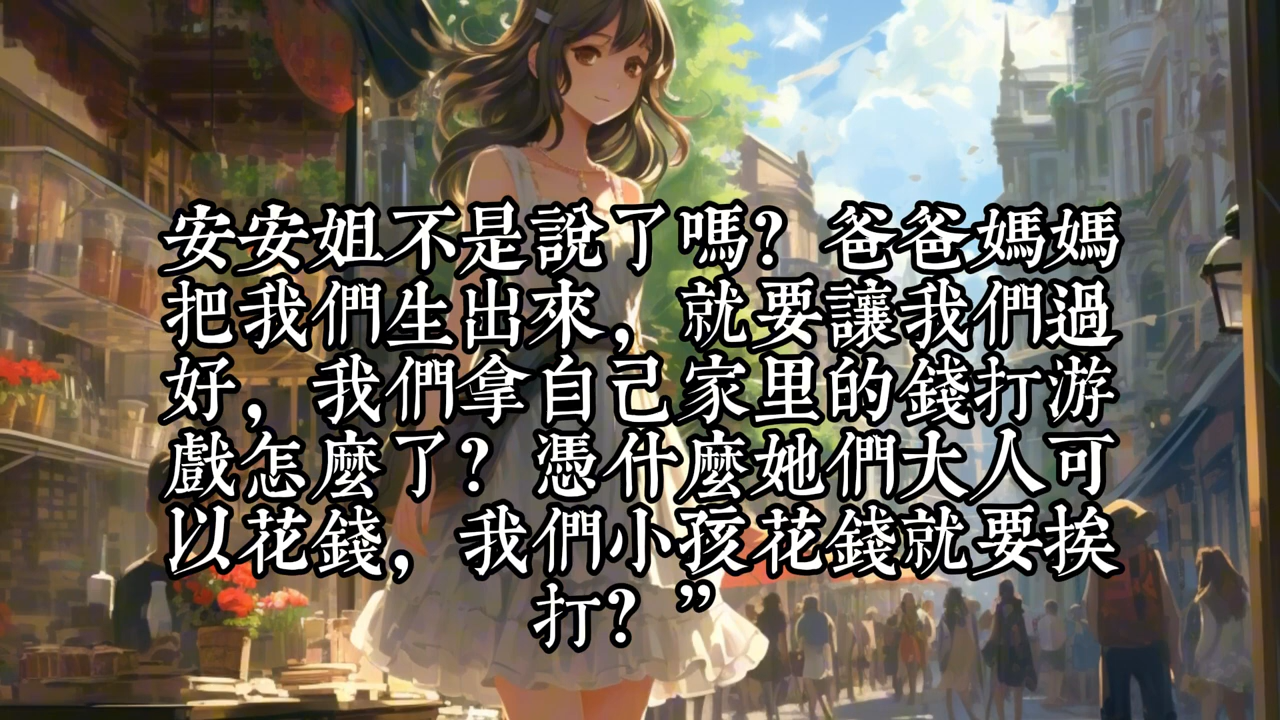 安安姐不是說了嗎？爸爸媽媽
把我們生出來，就要讓我們過
好，我們拿自己家里的錢打游
戲怎麼了？憑什麼她們大人可
以花錢，我們小孩花錢就要挨
打？”